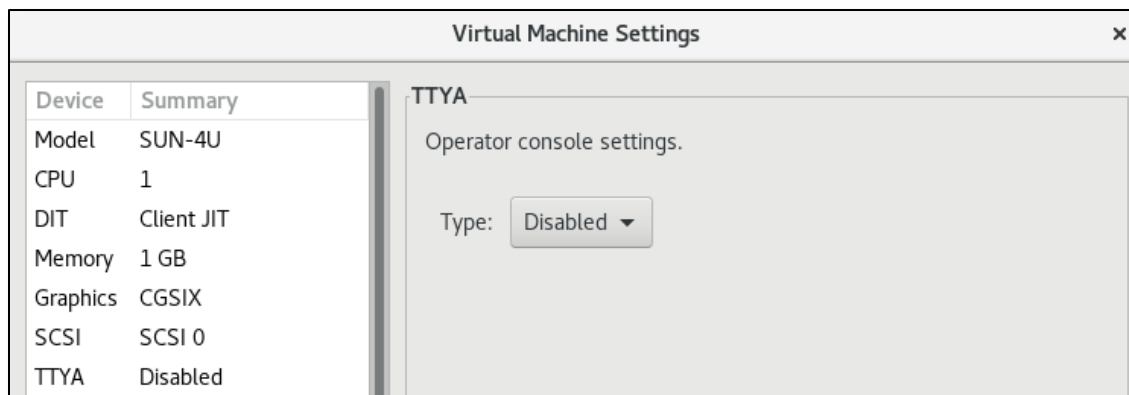 Virtual Machine Settings ×
Device Summary
Model SUN-4U
CPU 1
DIT Client JIT
Memory 1 GB
Graphics CGSIX
SCSI SCSI 0
TTYA Disabled
TTYA
Operator console settings.
Type: Disabled